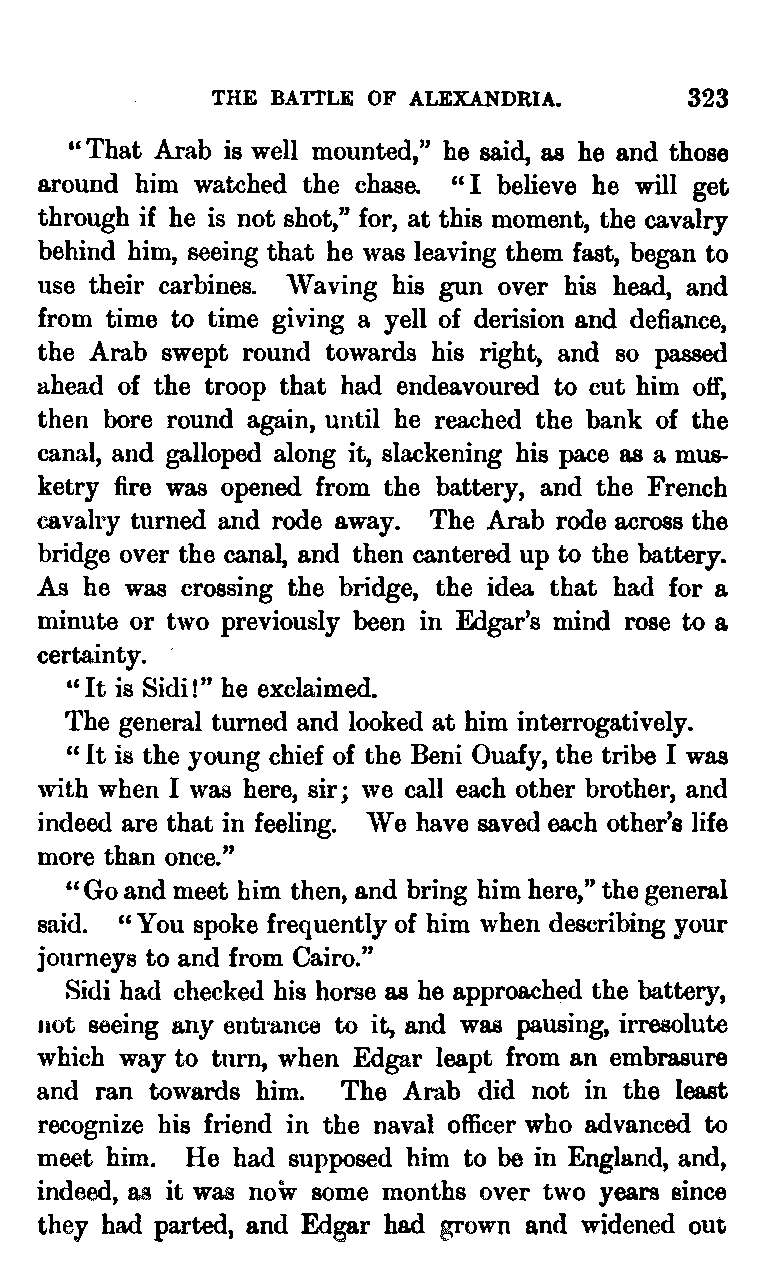 THE BATTLE OF ALEXANDRIA. 323
"That Arab is well mounted," he said, as he and those
around him watched the chase. "I believe he will get
through if he is not shot," for, at this moment, the cavalry
behind him, seeing that he was leaving them fast, began to
use their carbines. Waving his gun over his head, and
from time to time giving a yell of derision and defiance,
the Arab swept round towards his right, and so passed
ahead of the troop that had endeavoured to cut him off,
then bore round again, until he reached the bank of the
canal, and galloped along it, slackening his pace as a mus-
ketry fire was opened from the battery, and the French
cavalry turned and rode away. The Arab rode across the
bridge over the canal, and then cantered up to the battery.
As he was crossing the bridge, the idea that had for a
minute or two previously been in Edgar's mind rose to a
certainty.
"It is Sidi!" he exclaimed.
The general turned and looked at him interrogatively.
"It is the young chief of the Beni Ouafy, the tribe I was
with when I was here, sir; we call each other brother, and
indeed are that in feeling. We have saved each other's life
more than once."
"Go and meet him then, and bring him here," the general
said. "You spoke frequently of him when describing your
journeys to and from Cairo."
Sidi had checked his horse as he approached the battery,
not seeing any entrance to it, and was pausing, irresolute
which way to turn, when Edgar leapt from an embrasure
and ran towards him. The Arab did not in the least
recognize his friend in the naval officer who advanced to
meet him. He had supposed him to be in England, and,
indeed, as it was now some months over two years since
they had parted, and Edgar had grown and widened out